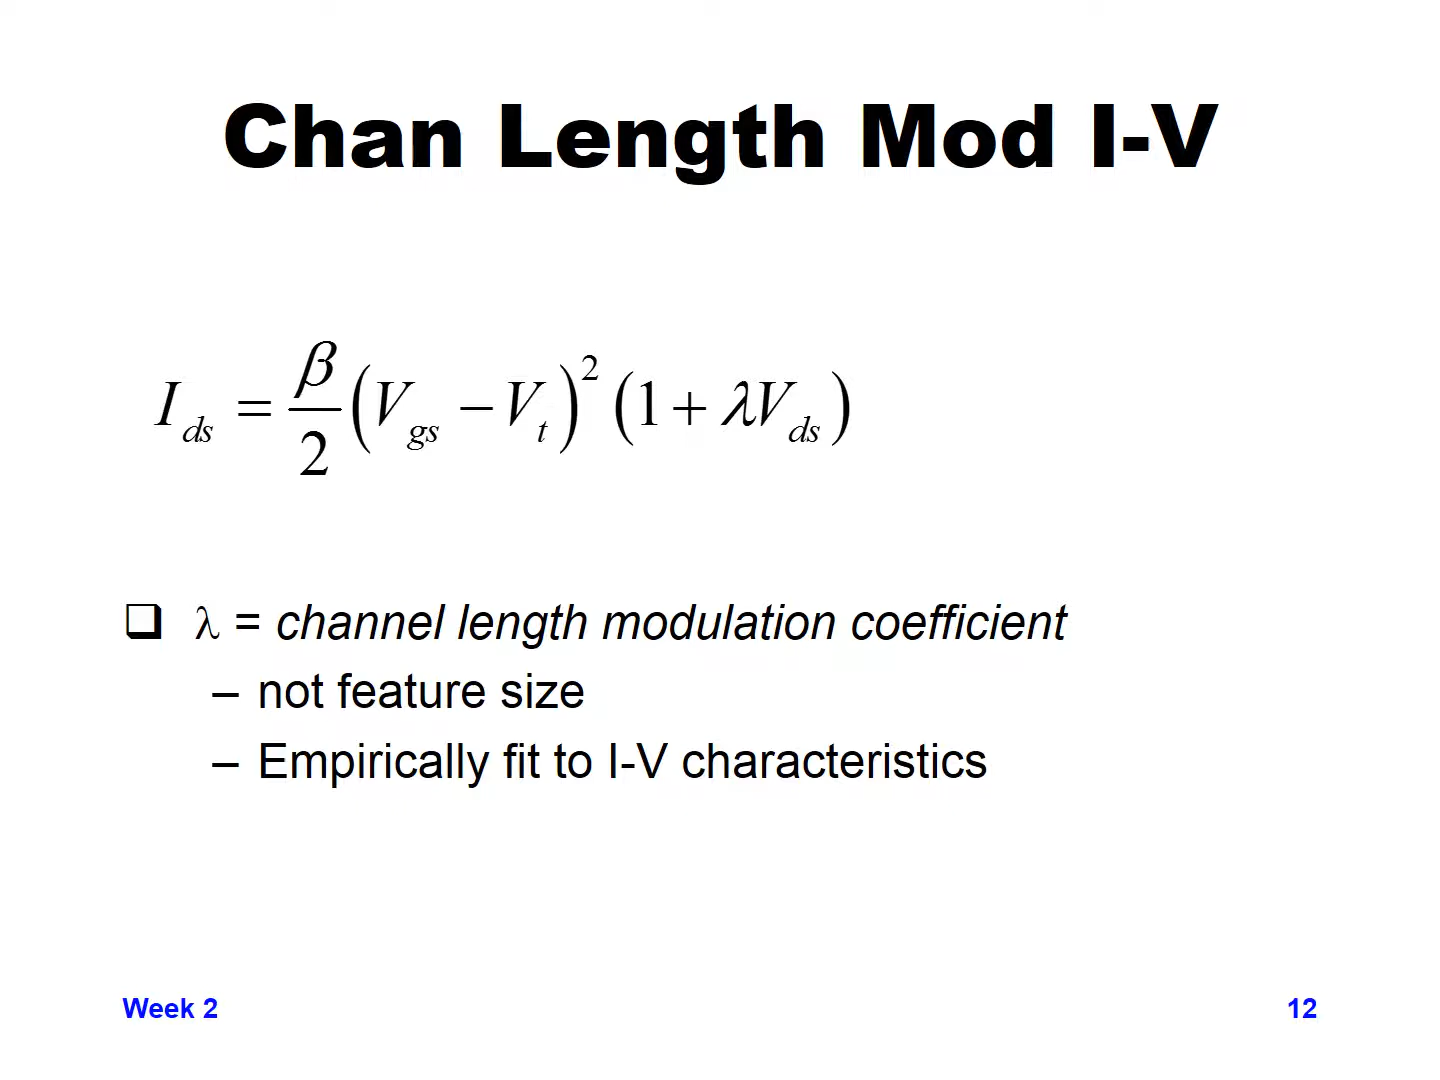 Chan Length Mod I-V
I_ds = β/2 (V_gs − V_t)^2 (1 + λV_ds)
❑ λ = channel length modulation coefficient
– not feature size
– Empirically fit to I-V characteristics
Week 2
12